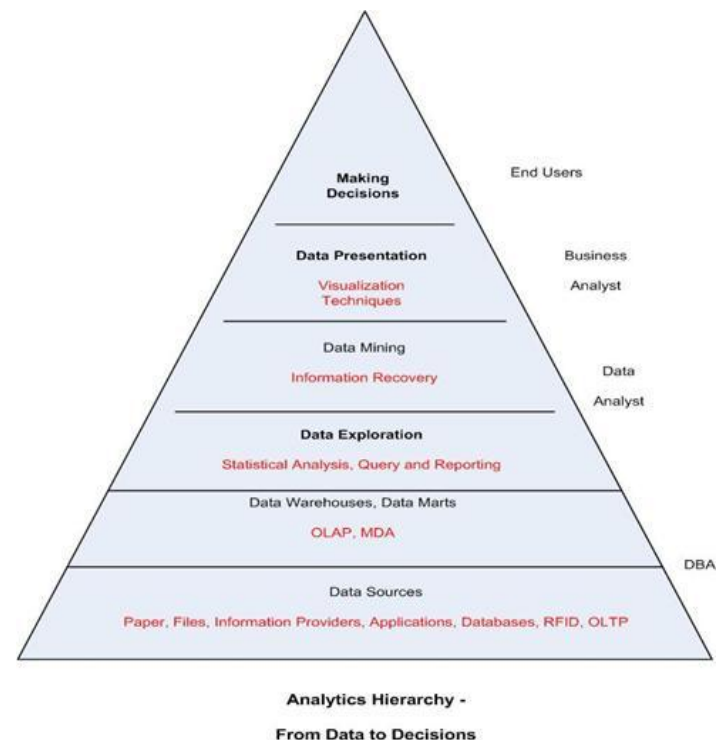 Making
Decisions
End Users
Data Presentation
Visualization
Techniques
Business
Analyst
Data Mining
Information Recovery
Data
Analyst
Data Exploration
Statistical Analysis, Query and Reporting
Data Warehouses, Data Marts
OLAP, MDA
DBA
Data Sources
Paper, Files, Information Providers, Applications, Databases, RFID, OLTP
Analytics Hierarchy -
From Data to Decisions